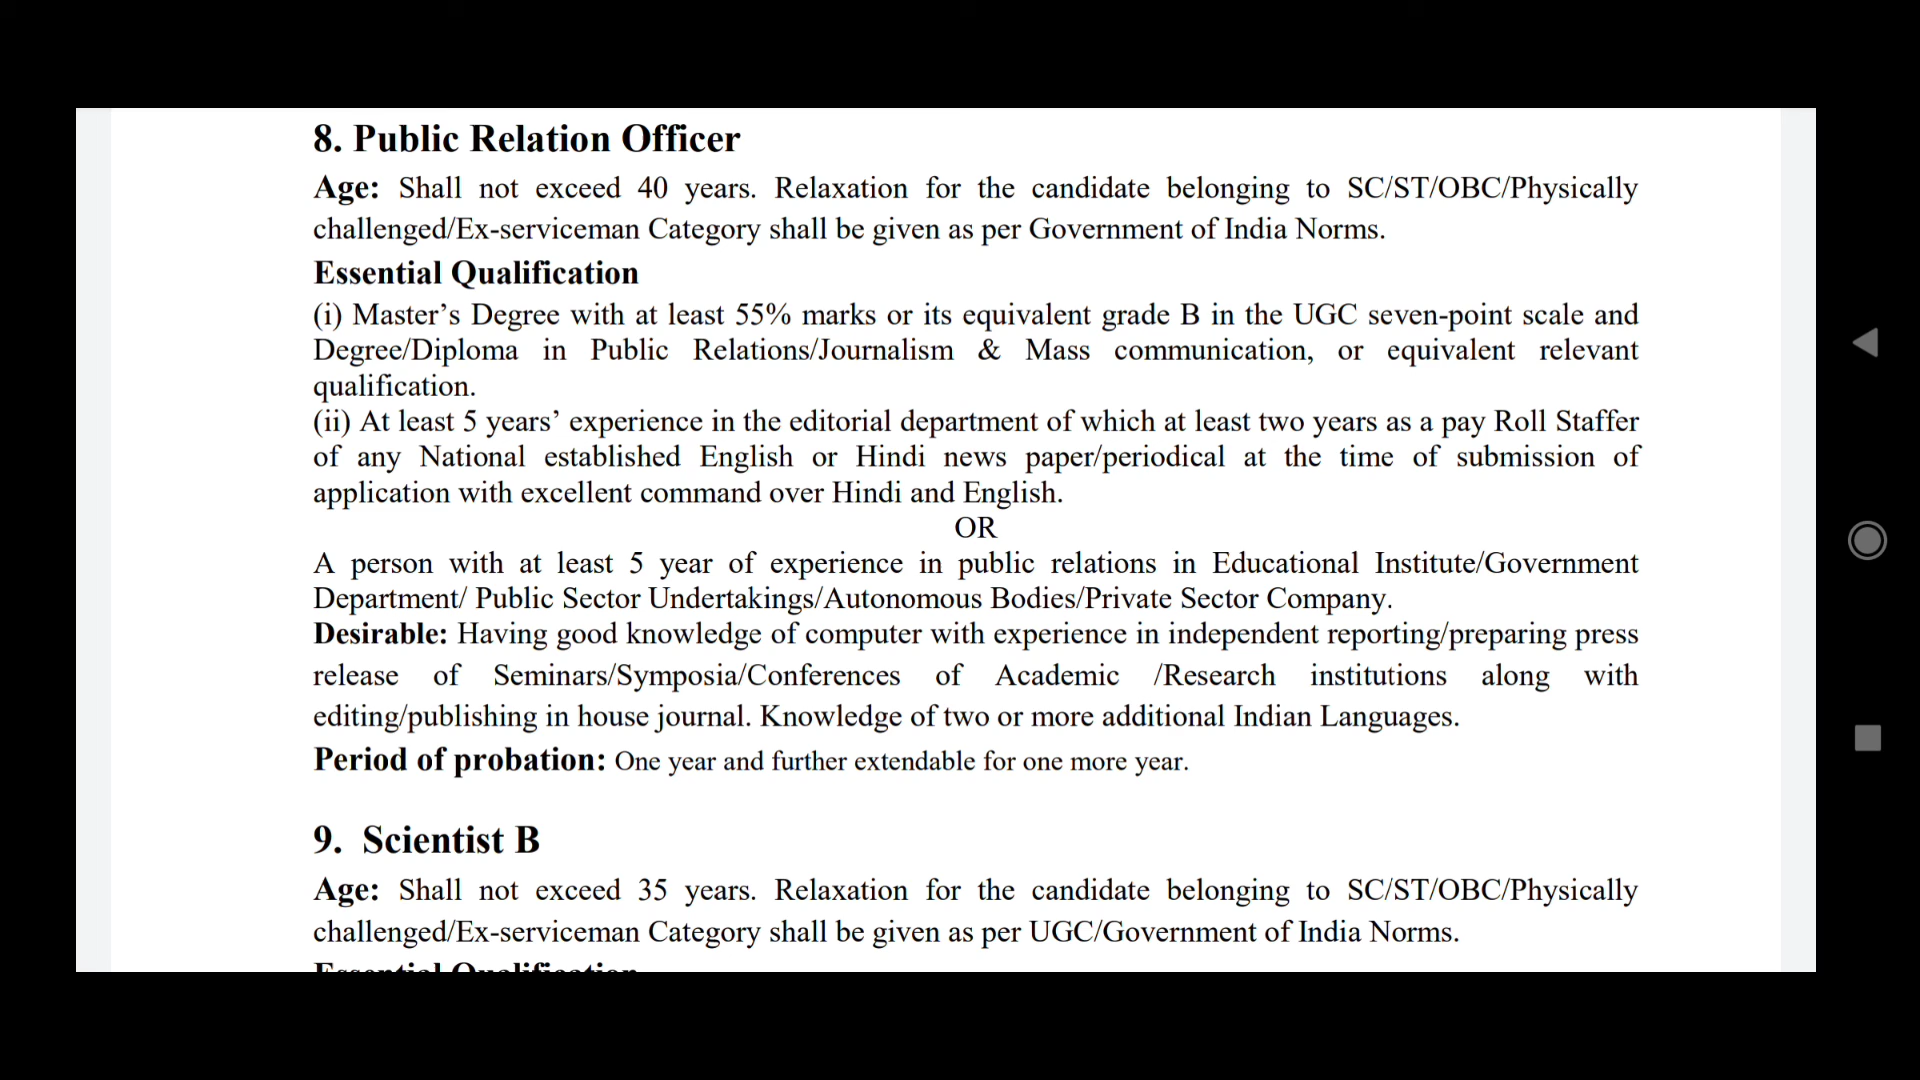 8. Public Relation Officer
Age: Shall not exceed 40 years. Relaxation for the candidate belonging to SC/ST/OBC/Physically
challenged/Ex-serviceman Category shall be given as per Government of India Norms.
Essential Qualification
(i) Master’s Degree with at least 55% marks or its equivalent grade B in the UGC seven-point scale and
Degree/Diploma in Public Relations/Journalism & Mass communication, or equivalent relevant
qualification.
(ii) At least 5 years’ experience in the editorial department of which at least two years as a pay Roll Staffer
of any National established English or Hindi news paper/periodical at the time of submission of
application with excellent command over Hindi and English.
OR
A person with at least 5 year of experience in public relations in Educational Institute/Government
Department/ Public Sector Undertakings/Autonomous Bodies/Private Sector Company.
Desirable: Having good knowledge of computer with experience in independent reporting/preparing press
release of Seminars/Symposia/Conferences of Academic /Research institutions along with
editing/publishing in house journal. Knowledge of two or more additional Indian Languages.
Period of probation: One year and further extendable for one more year.
9. Scientist B
Age: Shall not exceed 35 years. Relaxation for the candidate belonging to SC/ST/OBC/Physically
challenged/Ex-serviceman Category shall be given as per UGC/Government of India Norms.
Essential Qualification